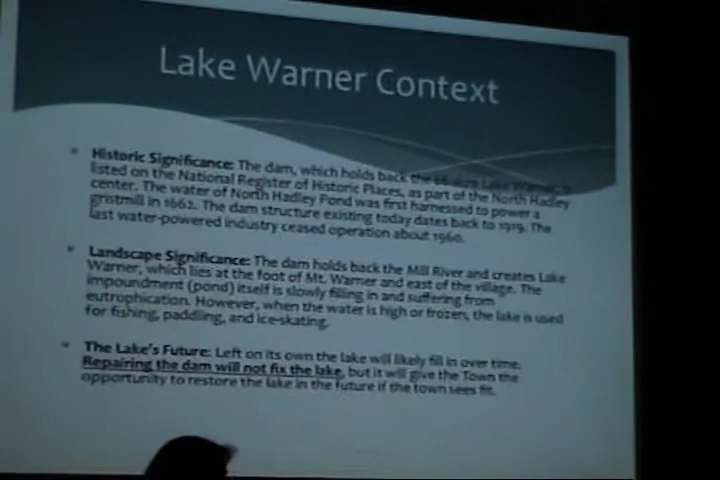 Lake Warner Context
Historic Significance: The dam, which holds back the 68 acre Lake Warner, is
listed on the National Register of Historic Places, as part of the North Hadley
center. The water of North Hadley Pond was first harnessed to power a
gristmill in 1662. The dam structure existing today dates back to 1919. The
last water-powered industry ceased operation about 1960.
Landscape Significance: The dam holds back the Mill River and creates Lake
Warner, which lies at the foot of Mt. Warner and east of the village. The
impoundment (pond) itself is slowly filling in and suffering from
eutrophication. However, when the water is high or frozen, the lake is used
for fishing, paddling, and ice-skating.
The Lake's Future: Left on its own the lake will likely fill in over time.
Repairing the dam will not fix the lake, but it will give the Town the
opportunity to restore the lake in the future if the town sees fit.